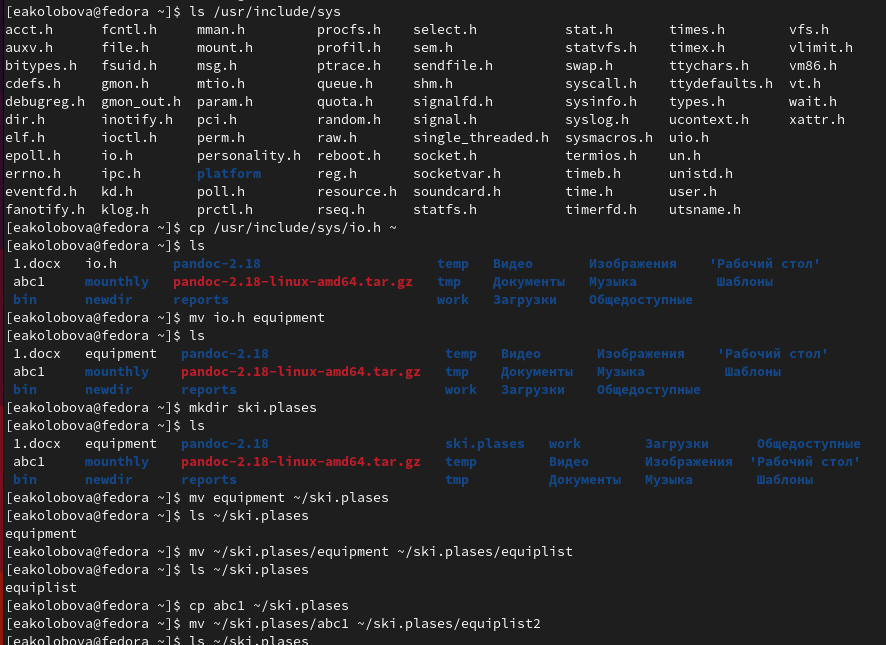 [eakolobova@fedora ~]$ ls /usr/include/sys
acct.h fcntl.h mman.h procfs.h select.h stat.h times.h vfs.h
auxv.h file.h mount.h profil.h sem.h statvfs.h timex.h vlimit.h
bitypes.h fsuid.h msg.h ptrace.h sendfile.h swap.h ttychars.h vm86.h
cdefs.h gmon.h mtio.h queue.h shm.h syscall.h ttydefaults.h vt.h
debugreg.h gmon_out.h param.h quota.h signalfd.h sysinfo.h types.h wait.h
dir.h inotify.h pci.h random.h signal.h syslog.h ucontext.h xattr.h
elf.h ioctl.h perm.h raw.h single_threaded.h sysmacros.h uio.h
epoll.h io.h personality.h reboot.h socket.h termios.h un.h
errno.h ipc.h platform reg.h socketvar.h timeb.h unistd.h
eventfd.h kd.h poll.h resource.h soundcard.h time.h user.h
fanotify.h klog.h prctl.h rseq.h statfs.h timerfd.h utsname.h
[eakolobova@fedora ~]$ cp /usr/include/sys/io.h ~
[eakolobova@fedora ~]$ ls
1.docx io.h pandoc-2.18 temp Видео Изображения 'Рабочий стол'
abc1 mounthly pandoc-2.18-linux-amd64.tar.gz tmp Документы Музыка Шаблоны
bin newdir reports work Загрузки Общедоступные
[eakolobova@fedora ~]$ mv io.h equipment
[eakolobova@fedora ~]$ ls
1.docx equipment pandoc-2.18 temp Видео Изображения 'Рабочий стол'
abc1 mounthly pandoc-2.18-linux-amd64.tar.gz tmp Документы Музыка Шаблоны
bin newdir reports work Загрузки Общедоступные
[eakolobova@fedora ~]$ mkdir ski.plases
[eakolobova@fedora ~]$ ls
1.docx equipment pandoc-2.18 ski.plases work Загрузки Общедоступные
abc1 mounthly pandoc-2.18-linux-amd64.tar.gz temp Видео Изображения 'Рабочий стол'
bin newdir reports tmp Документы Музыка Шаблоны
[eakolobova@fedora ~]$ mv equipment ~/ski.plases
[eakolobova@fedora ~]$ ls ~/ski.plases
equipment
[eakolobova@fedora ~]$ mv ~/ski.plases/equipment ~/ski.plases/equiplist
[eakolobova@fedora ~]$ ls ~/ski.plases
equiplist
[eakolobova@fedora ~]$ cp abc1 ~/ski.plases
[eakolobova@fedora ~]$ mv ~/ski.plases/abc1 ~/ski.plases/equiplist2
[eakolobova@fedora ~]$ ls ~/ski.plases